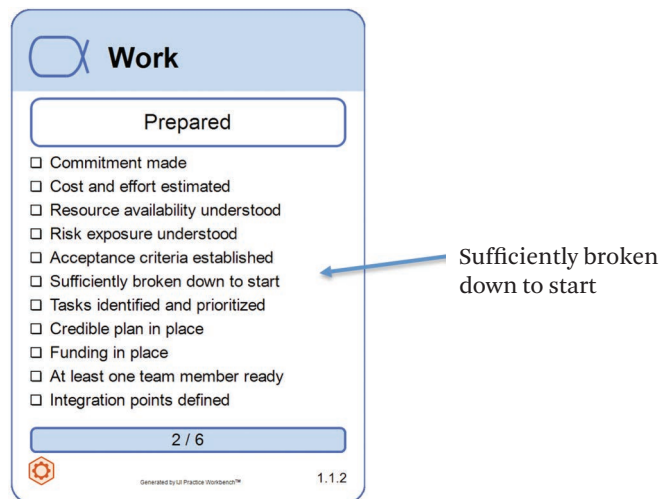 Work
Prepared
Commitment made
Cost and effort estimated
Resource availability understood
Risk exposure understood
Acceptance criteria established
Sufficiently broken down to start
Tasks identified and prioritized
Credible plan in place
Funding in place
At least one team member ready
Integration points defined
2 / 6
Generated by IJI Practice Workbench™
1.1.2
Sufficiently broken
down to start